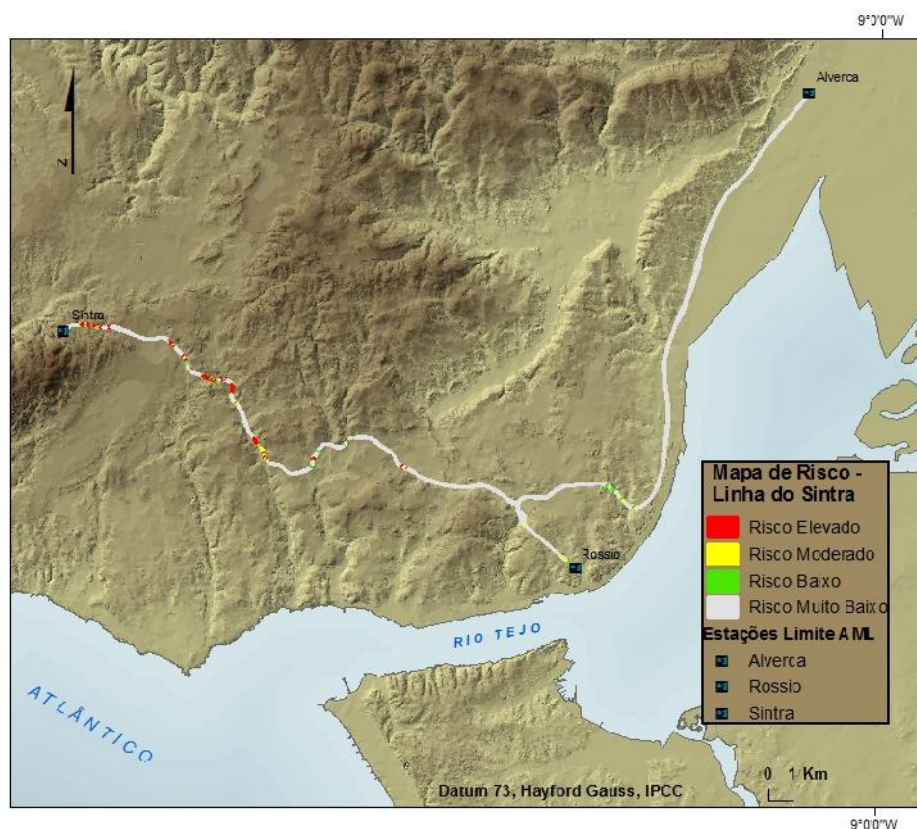 9°0'0"W
N
Alverca
Sintra
Rossio
RIO TEJO
ATLÂNTICO
Mapa de Risco -
Linha do Sintra
Risco Elevado
Risco Moderado
Risco Baixo
Risco Muito Baixo
Estações Limite AML
Alverca
Rossio
Sintra
0 1 Km
Datum 73, Hayford Gauss, IPCC
9°0'0"W